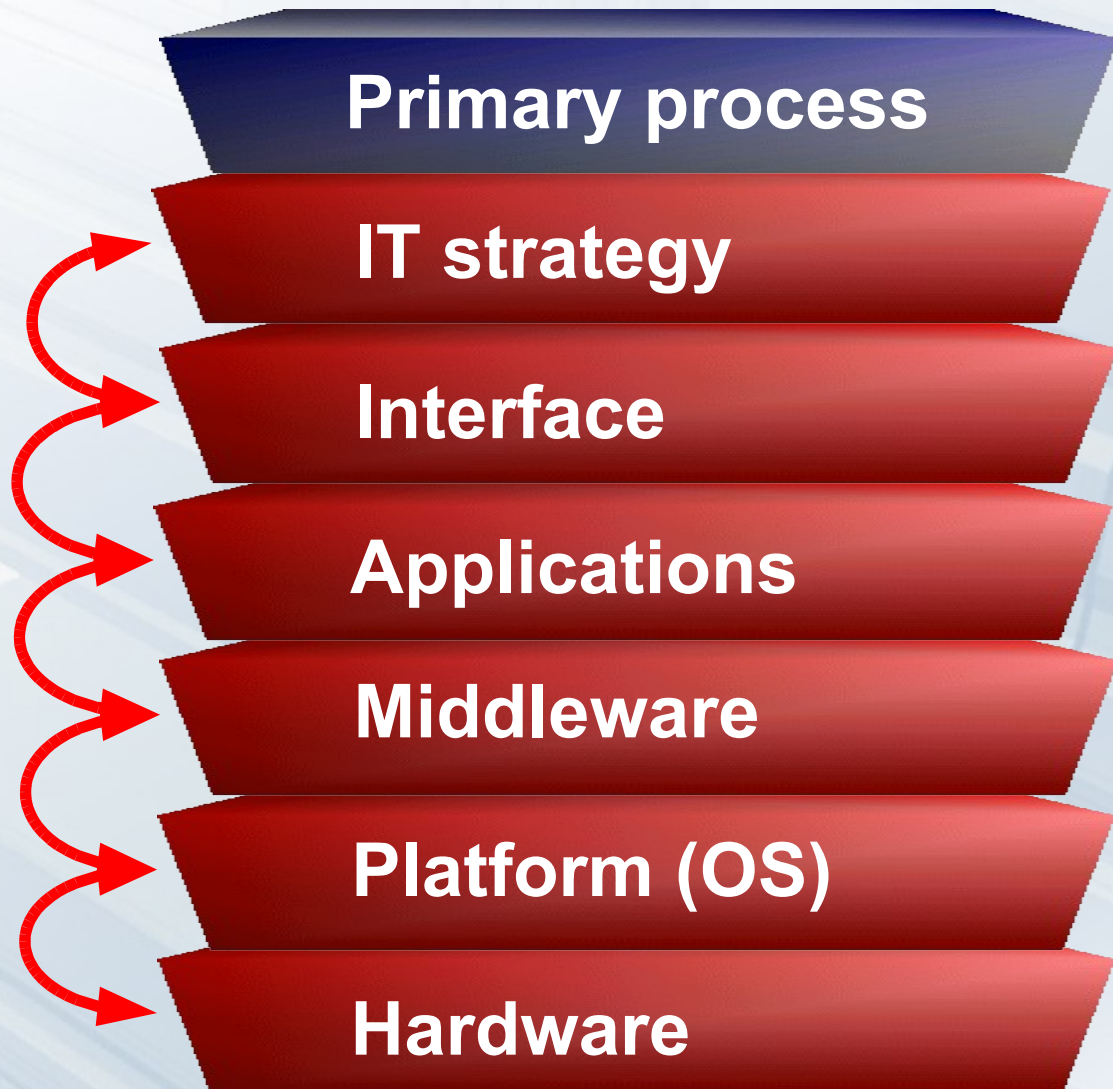 Primary process
IT strategy
Interface
Applications
Middleware
Platform (OS)
Hardware